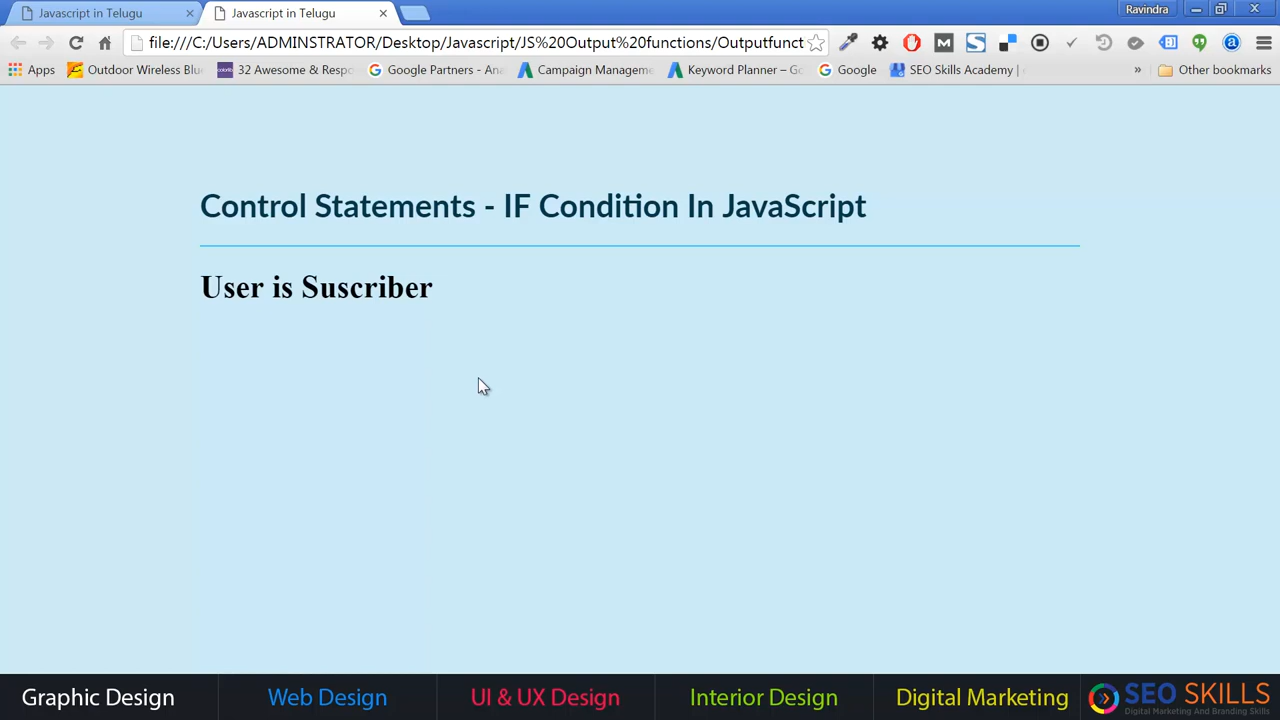 Javascript in Telugu
Javascript in Telugu
Ravindra
file:///C:/Users/ADMINSTRATOR/Desktop/Javascript/JS%20Output%20functions/Outputfunct
Apps Outdoor Wireless Blu 32 Awesome & Resp Google Partners - Ana Campaign Manageme Keyword Planner – Go Google SEO Skills Academy | » Other bookmarks
Control Statements - IF Condition In JavaScript
User is Suscriber
Graphic Design Web Design UI & UX Design Interior Design Digital Marketing SEO SKILLS
Digital Marketing And Branding Skills